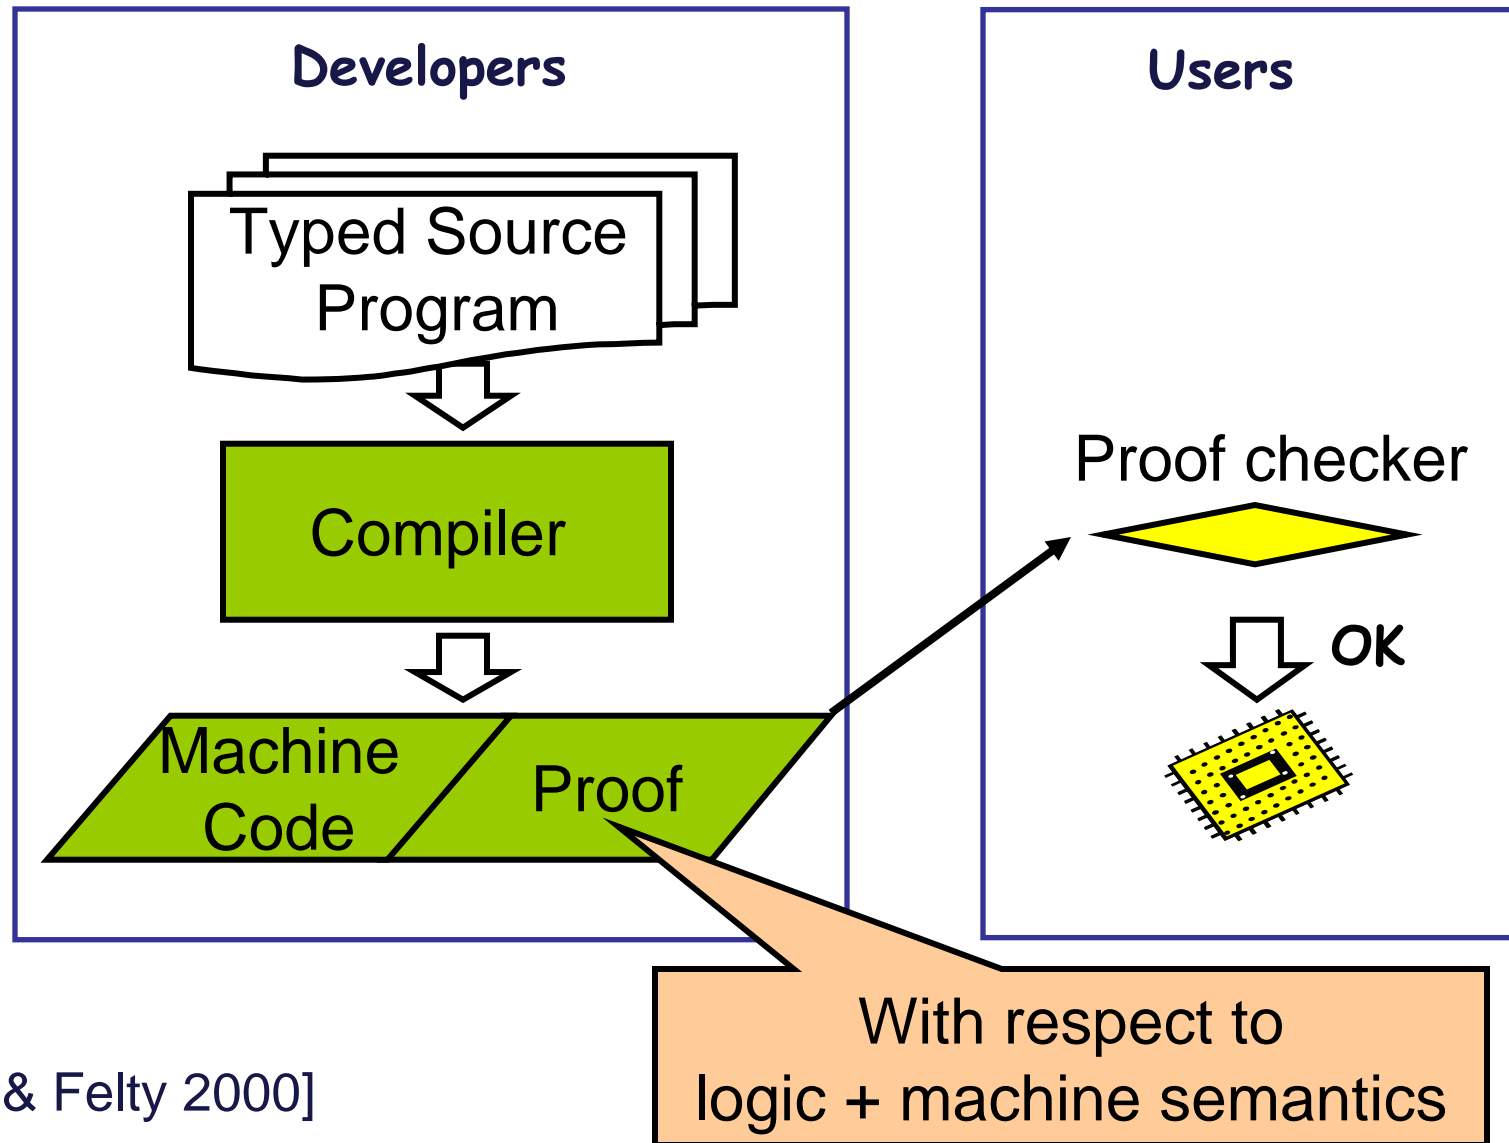 Developers
Typed Source
Program
Compiler
Machine
Code
Proof
Users
Proof checker
OK
With respect to
logic + machine semantics
& Felty 2000]